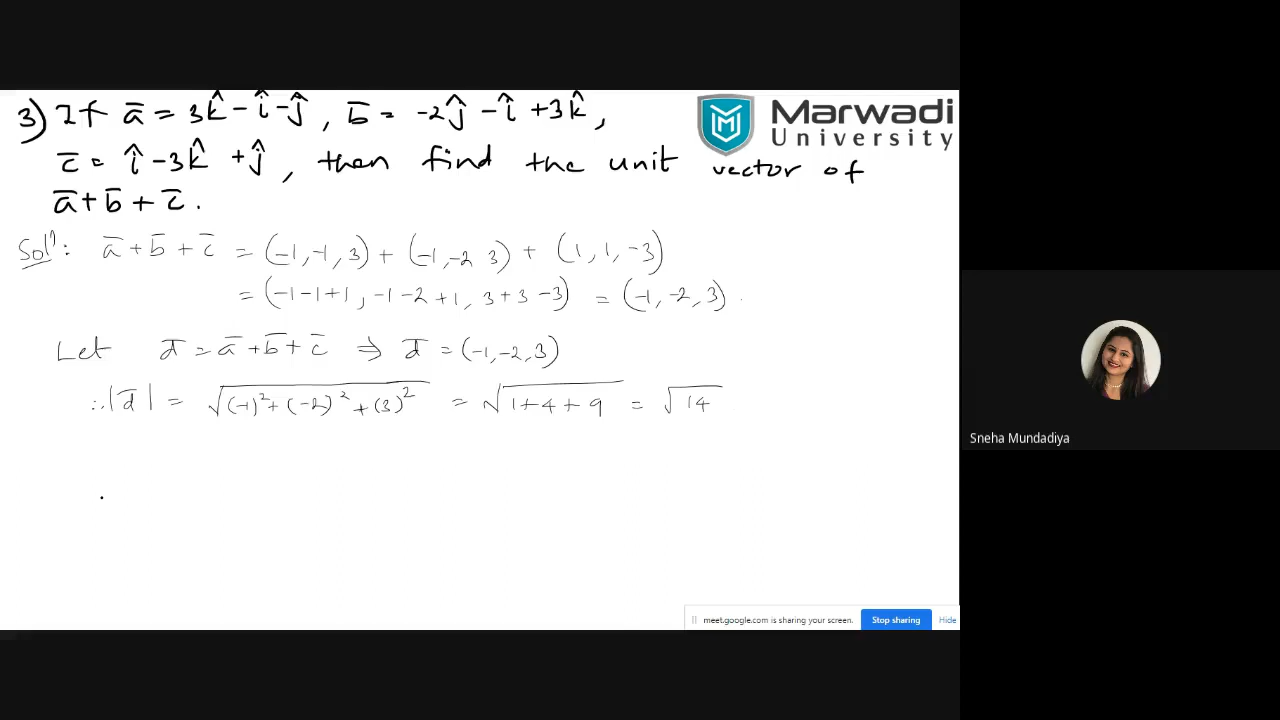 3) If a̅ = 3k̂ - î - ĵ, b̅ = -2ĵ - î + 3k̂,
c̅ = î - 3k̂ + ĵ, then find the unit vector of
a̅ + b̅ + c̅.
Marwadi
University
Solⁿ: a̅ + b̅ + c̅ = (-1, -1, 3) + (-1, -2 3) + (1, 1, -3)
= (-1-1+1, -1-2+1, 3+3-3) = (-1, -2, 3).
Let d̅ = a̅ + b̅ + c̅ ⇒ d̅ = (-1, -2, 3)
∴ |d̅| = √((-1)² + (-2)² + (3)²) = √(1+4+9) = √14
Sneha Mundadiya
meet.google.com is sharing your screen. Stop sharing Hide